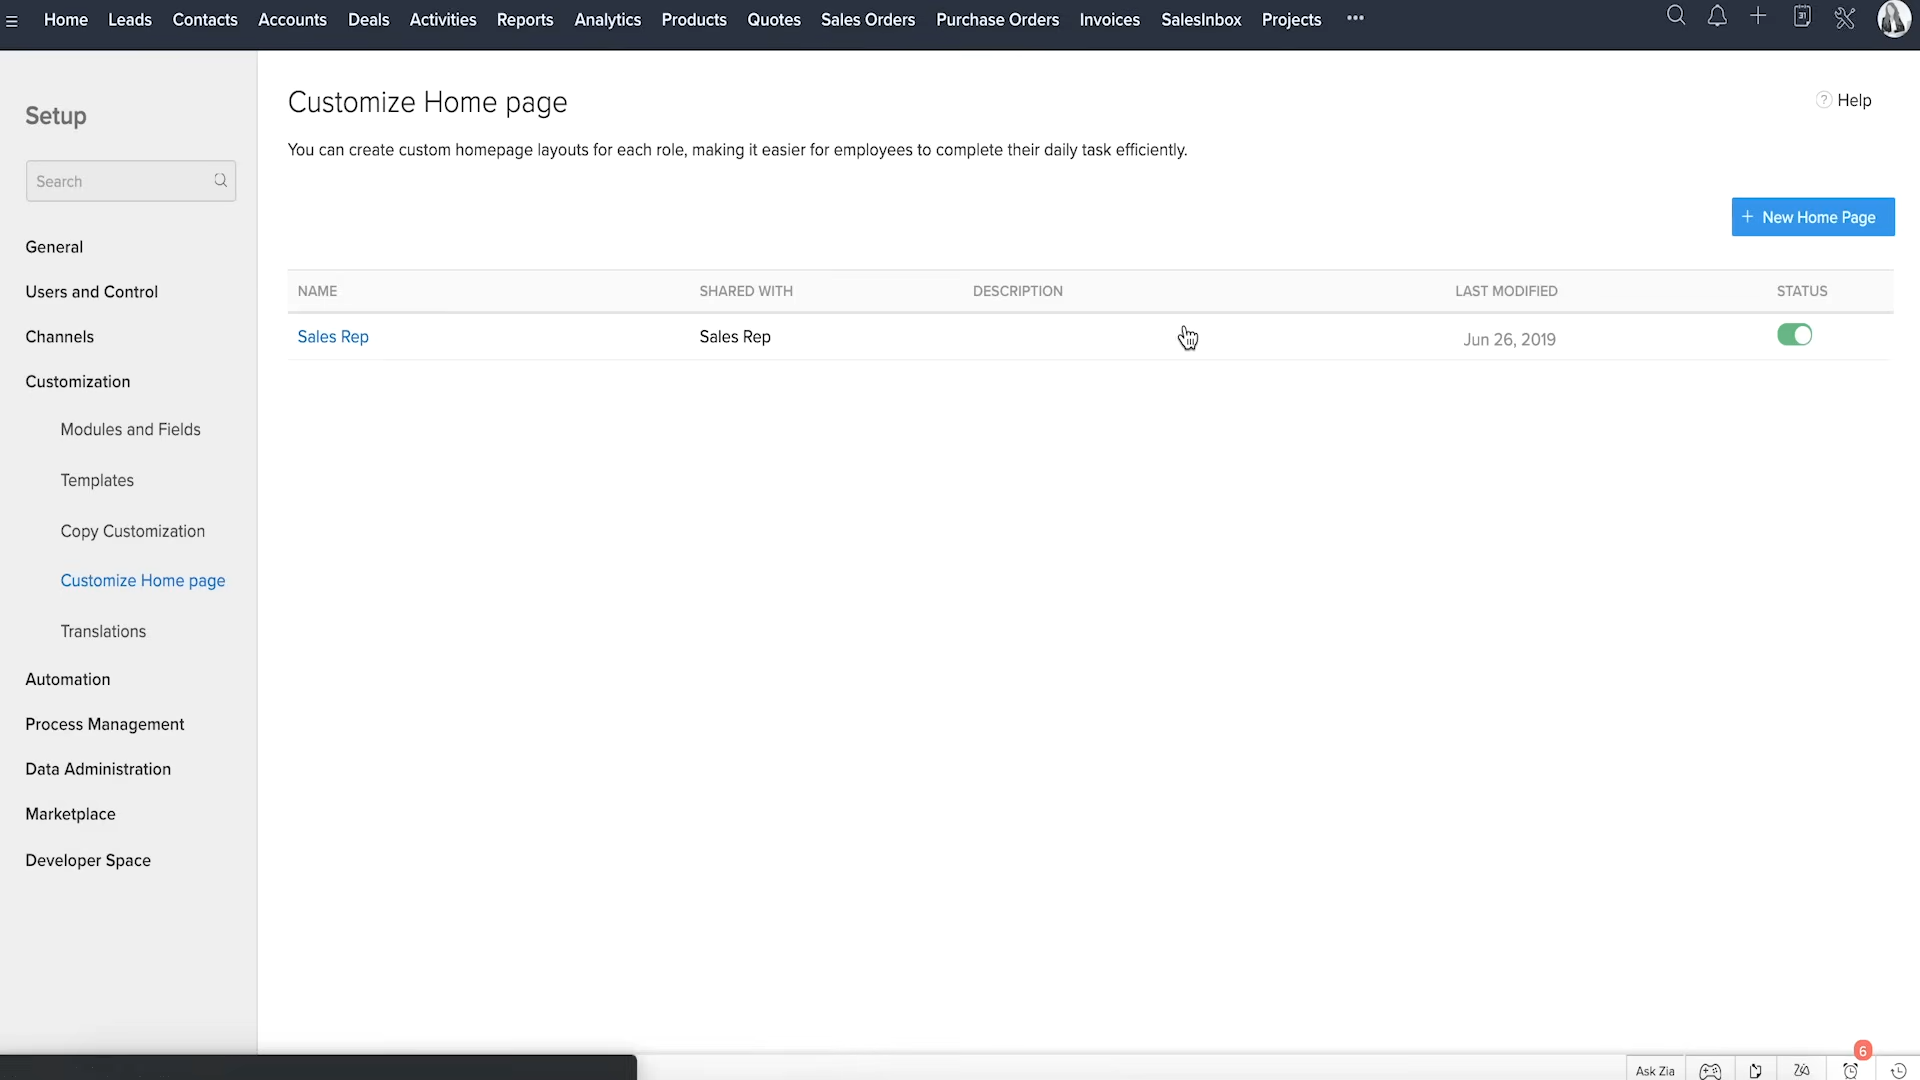 Home Leads Contacts Accounts Deals Activities Reports Analytics Products Quotes Sales Orders Purchase Orders Invoices SalesInbox Projects •••
31
Setup
Search
General
Users and Control
Channels
Customization
Modules and Fields
Templates
Copy Customization
Customize Home page
Translations
Automation
Process Management
Data Administration
Marketplace
Developer Space
Customize Home page
? Help
You can create custom homepage layouts for each role, making it easier for employees to complete their daily task efficiently.
+ New Home Page
NAME SHARED WITH DESCRIPTION LAST MODIFIED STATUS
Sales Rep Sales Rep Jun 26, 2019
6
Ask Zia